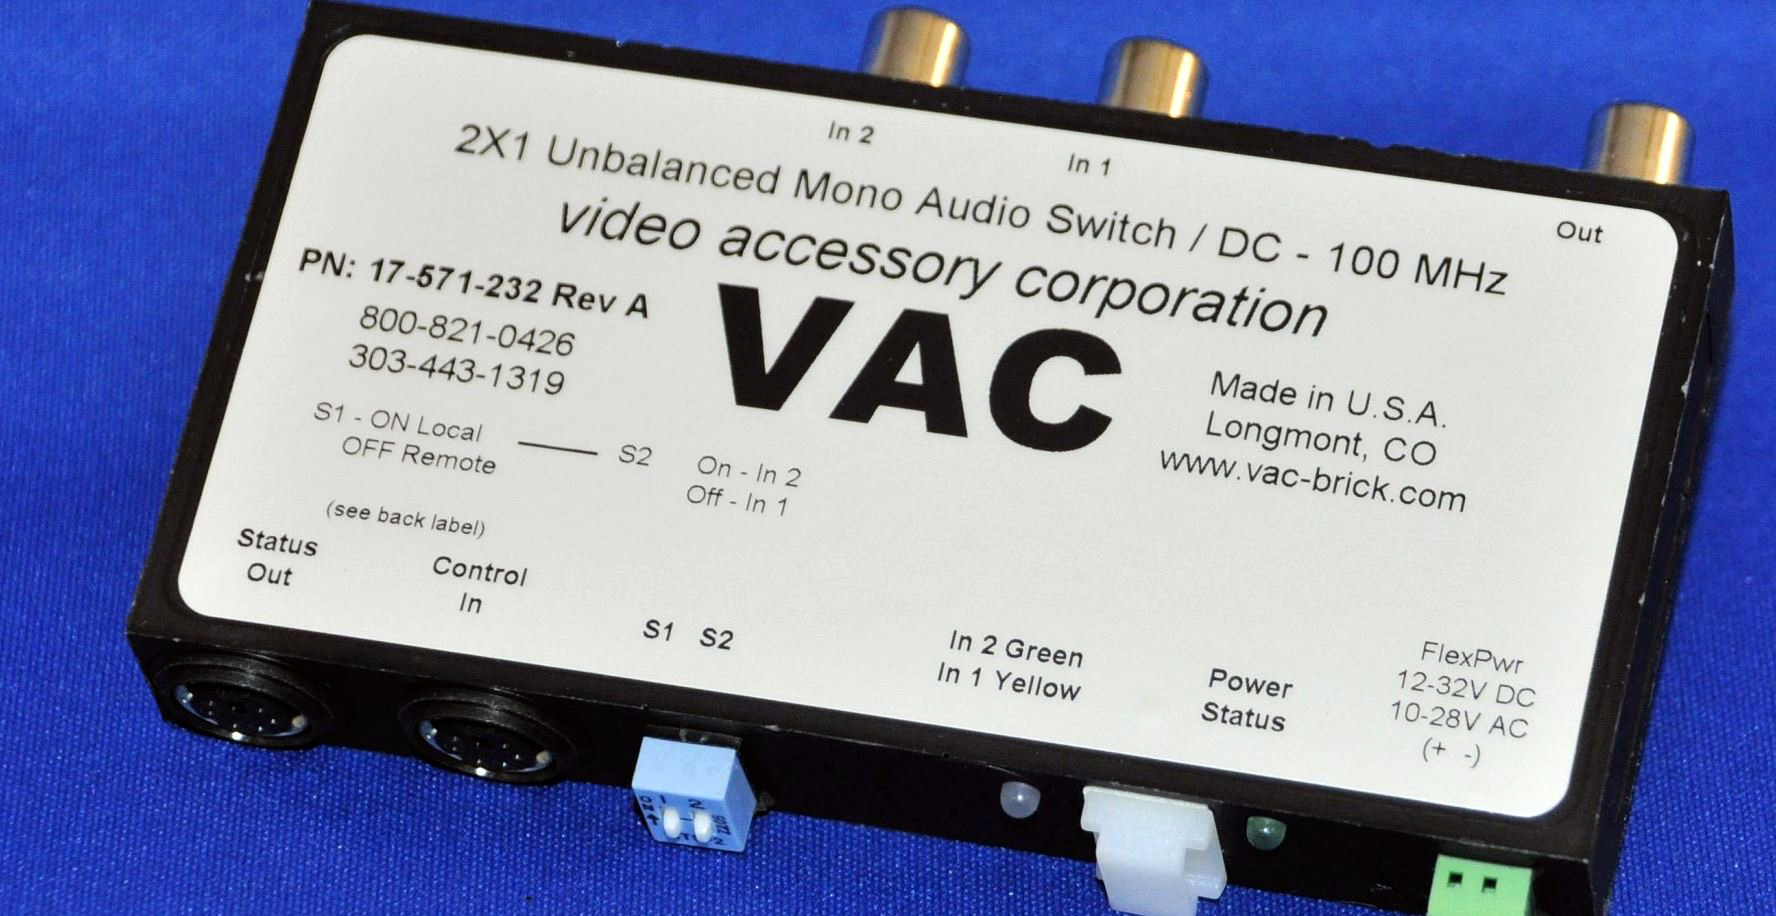 In 2
In 1
Out
2X1 Unbalanced Mono Audio Switch / DC - 100 MHz
video accessory corporation
VAC
PN: 17-571-232 Rev A
800-821-0426
303-443-1319
Made in U.S.A.
Longmont, CO
www.vac-brick.com
S1 - ON Local
OFF Remote
S2
On - In 2
Off - In 1
(see back label)
Status
Out
Control
In
S1 S2
In 2 Green
In 1 Yellow
Power
Status
FlexPwr
12-32V DC
10-28V AC
(+ -)